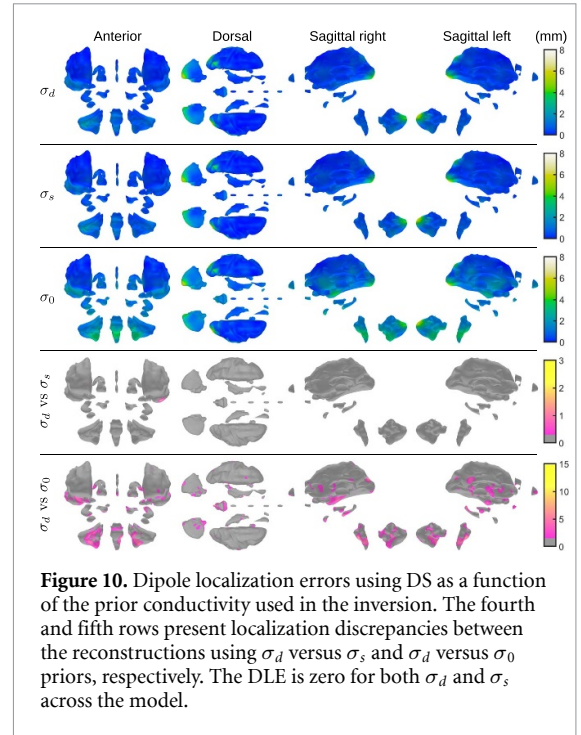 Anterior Dorsal Sagittal right Sagittal left (mm)
σd
8
6
4
2
0
σs
8
6
4
2
0
σ0
8
6
4
2
0
σd vs σs
3
2
1
0
σd vs σ0
15
10
5
0
Figure 10. Dipole localization errors using DS as a function
of the prior conductivity used in the inversion. The fourth
and fifth rows present localization discrepancies between
the reconstructions using σd versus σs and σd versus σ0
priors, respectively. The DLE is zero for both σd and σs
across the model.